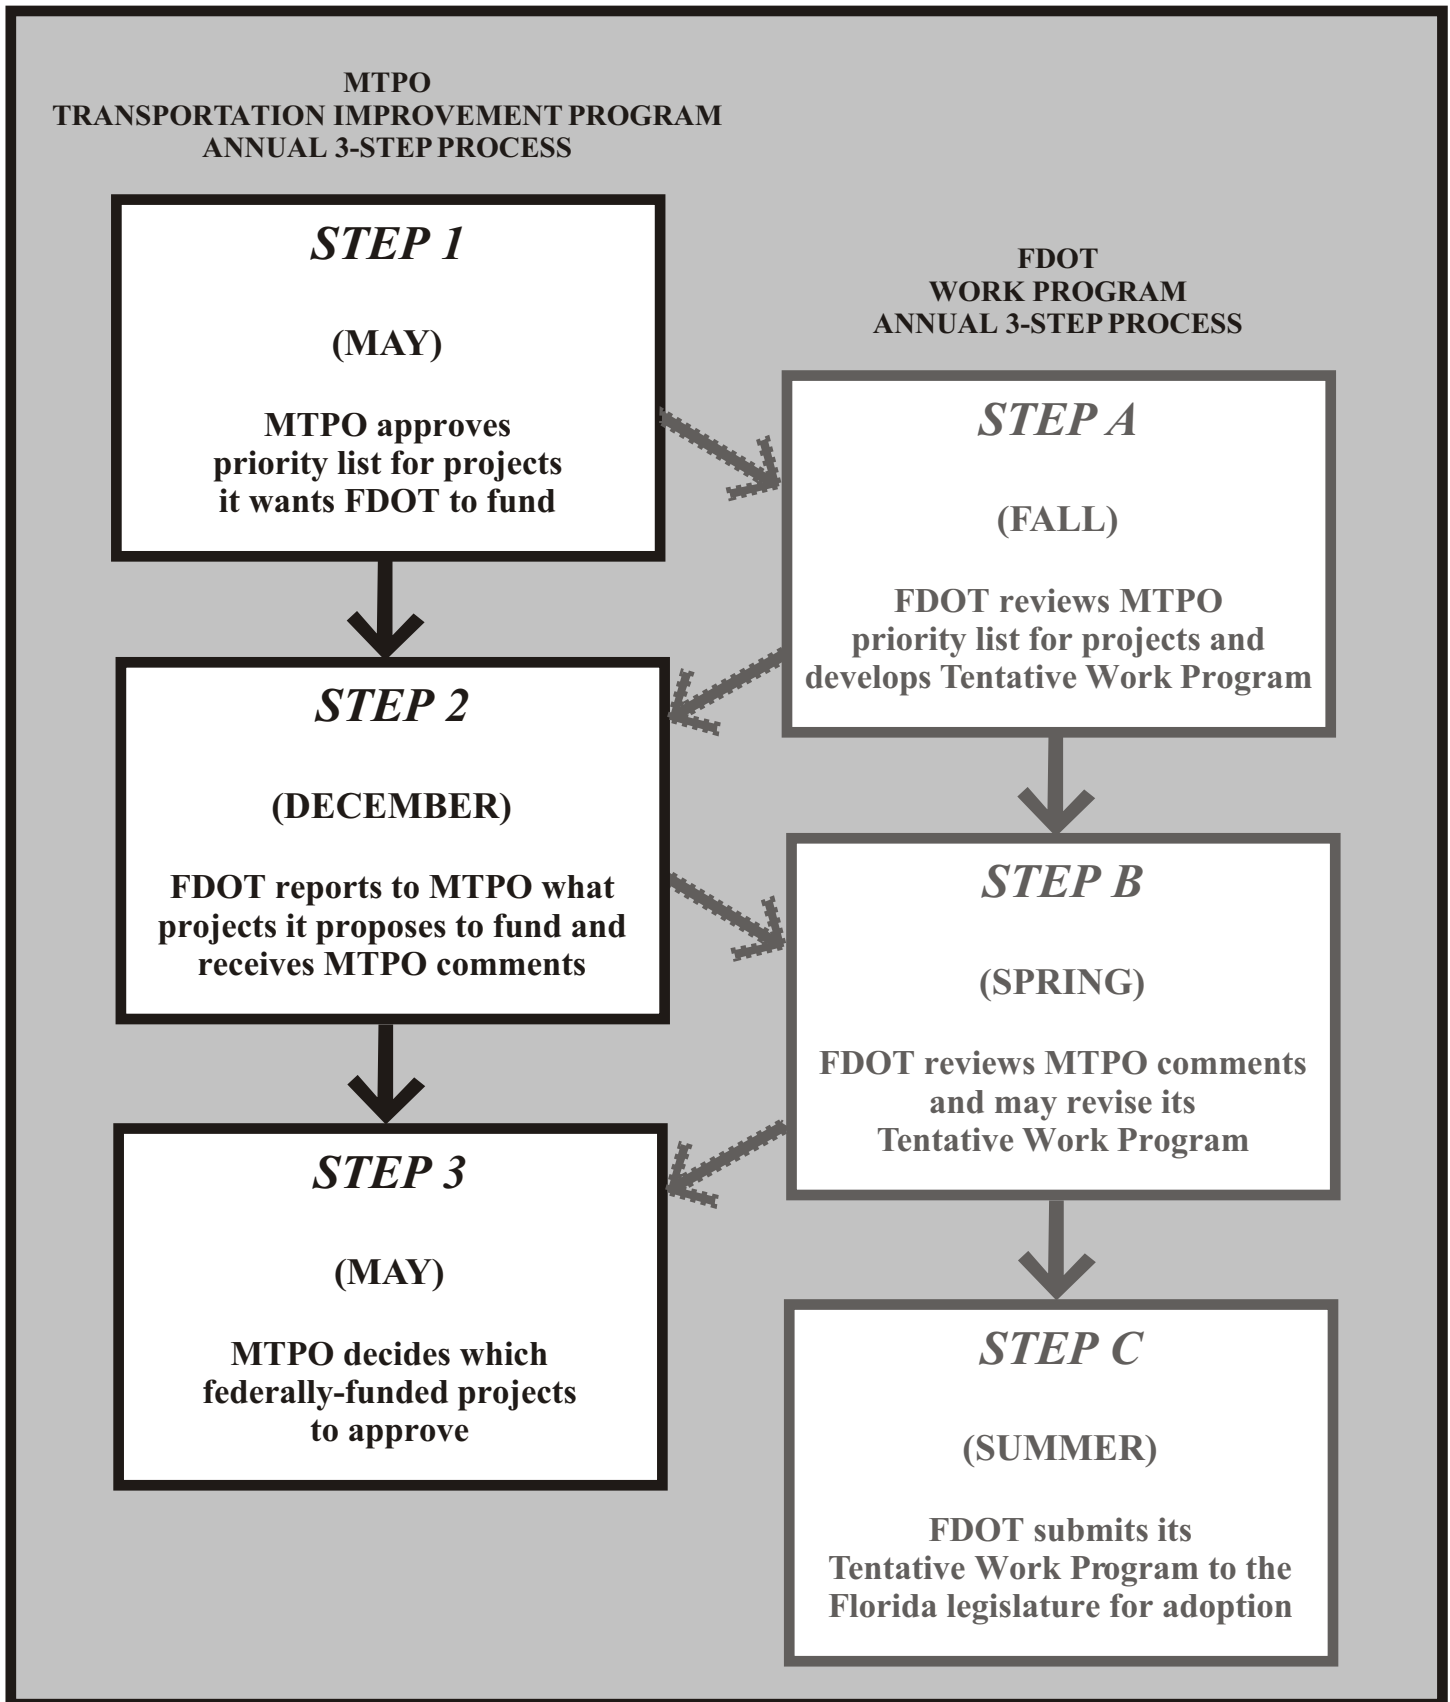 MTPO
TRANSPORTATION IMPROVEMENT PROGRAM
ANNUAL 3-STEP PROCESS
STEP 1
(MAY)
MTPO approves
priority list for projects
it wants FDOT to fund
FDOT
WORK PROGRAM
ANNUAL 3-STEP PROCESS
STEP A
(FALL)
FDOT reviews MTPO
priority list for projects and
develops Tentative Work Program
STEP 2
(DECEMBER)
FDOT reports to MTPO what
projects it proposes to fund and
receives MTPO comments
STEP B
(SPRING)
FDOT reviews MTPO comments
and may revise its
Tentative Work Program
STEP 3
(MAY)
MTPO decides which
federally-funded projects
to approve
STEP C
(SUMMER)
FDOT submits its
Tentative Work Program to the
Florida legislature for adoption